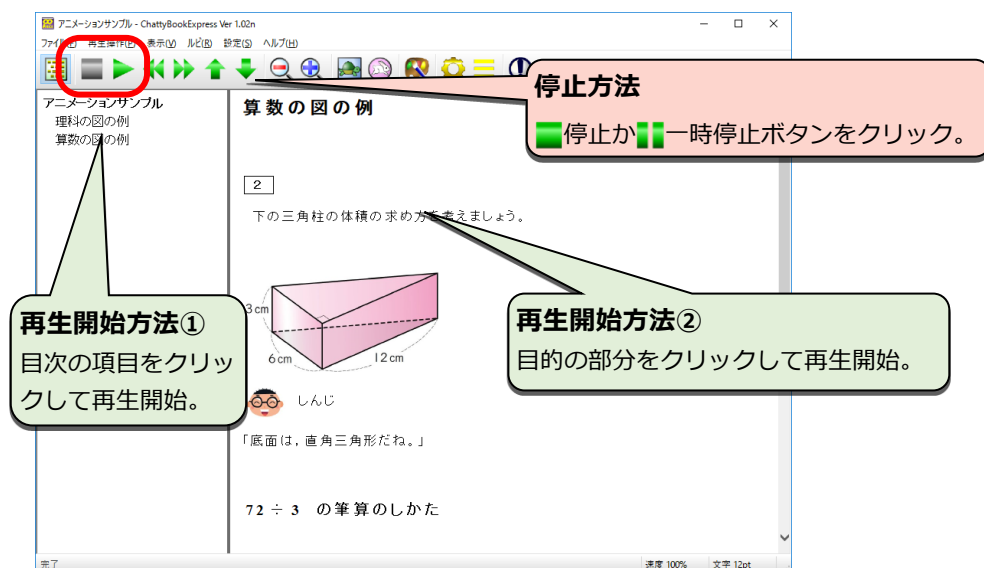 アニメーションサンプル - ChattyBookExpress Ver 1.02n
ファイル(F) 再生操作(P) 表示(V) ルビ(R) 設定(S) ヘルプ(H)
停止方法
停止か 一時停止ボタンをクリック。
アニメーションサンプル
理科の図の例
算数の図の例
算数の図の例
2
下の三角柱の体積の求め方を考えましょう。
3cm
6cm
12cm
再生開始方法①
目次の項目をクリッ
クして再生開始。
再生開始方法②
目的の部分をクリックして再生開始。
しんじ
「底面は,直角三角形だね。」
72÷3 の筆算のしかた
完了
速度 100% 文字 12pt